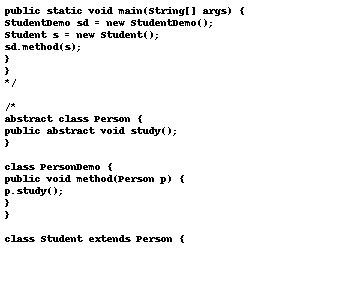 public static void main(String[] args) {
StudentDemo sd = new StudentDemo();
Student s = new Student();
sd.method(s);
}
}
*/

/*
abstract class Person {
public abstract void study();
}

class PersonDemo {
public void method(Person p) {
p.study();
}
}

class Student extends Person {